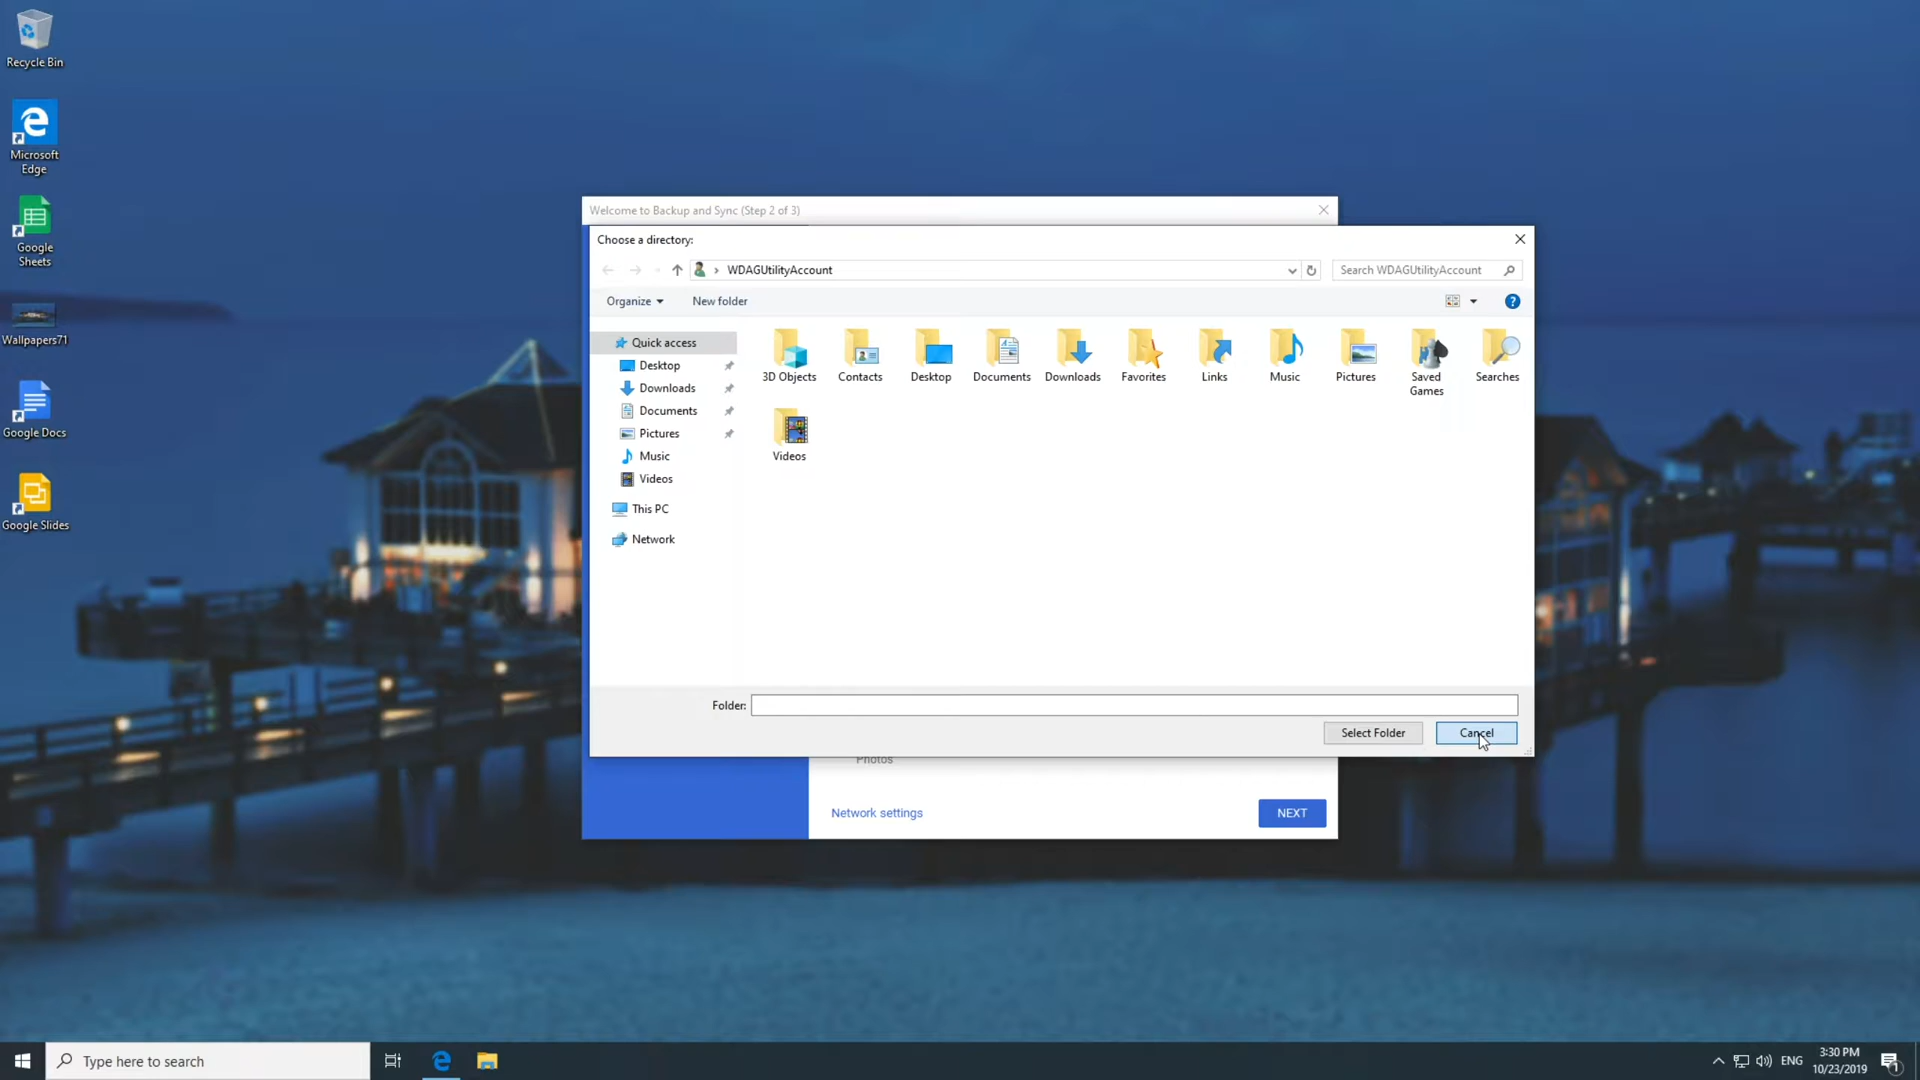 Recycle Bin
Microsoft
Edge
Google
Sheets
Wallpapers71
Google Docs
Google Slides
Welcome to Backup and Sync (Step 2 of 3)
Choose a directory:
WDAGUtilityAccount
Search WDAGUtilityAccount
Organize
New folder
?
Quick access
Desktop
Downloads
Documents
Pictures
Music
Videos
This PC
Network
3D Objects
Contacts
Desktop
Documents
Downloads
Favorites
Links
Music
Pictures
Saved
Games
Searches
Videos
Folder:
Select Folder
Cancel
Photos
Network settings
NEXT
Type here to search
ENG
3:30 PM
10/23/2019
1